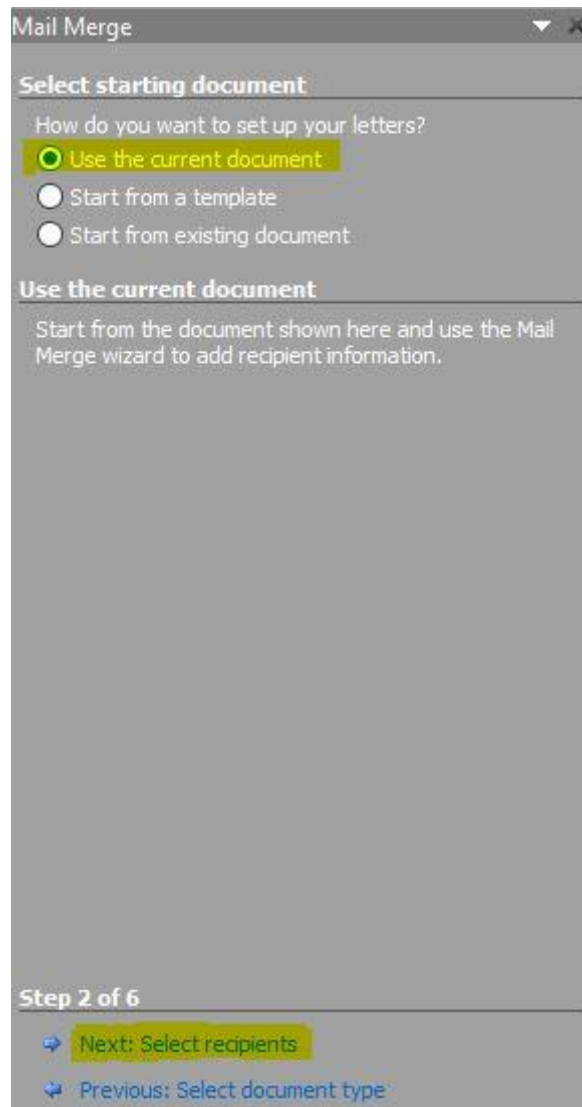 Mail Merge
Select starting document
How do you want to set up your letters?
Use the current document
Start from a template
Start from existing document
Use the current document
Start from the document shown here and use the Mail
Merge wizard to add recipient information.
Step 2 of 6
Next: Select recipients
Previous: Select document type